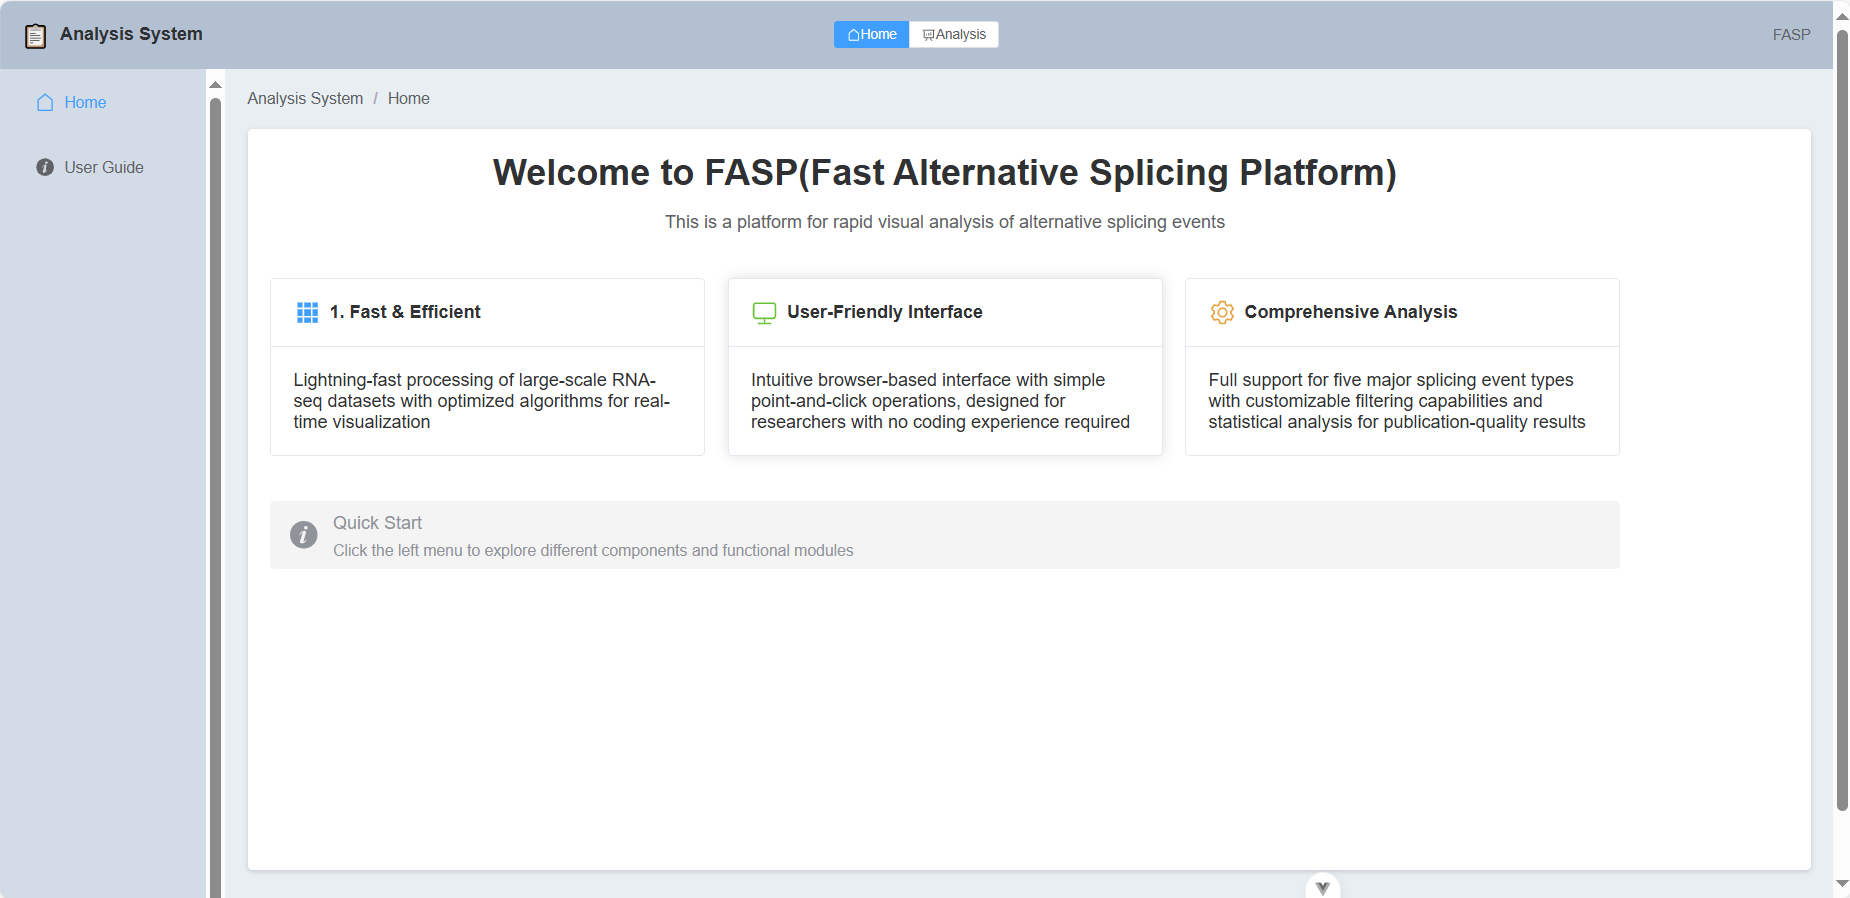 Analysis System
Home
Analysis
FASP
Home
User Guide
Analysis System / Home
Welcome to FASP(Fast Alternative Splicing Platform)
This is a platform for rapid visual analysis of alternative splicing events
1. Fast & Efficient
Lightning-fast processing of large-scale RNA-
seq datasets with optimized algorithms for real-
time visualization
User-Friendly Interface
Intuitive browser-based interface with simple
point-and-click operations, designed for
researchers with no coding experience required
Comprehensive Analysis
Full support for five major splicing event types
with customizable filtering capabilities and
statistical analysis for publication-quality results
Quick Start
Click the left menu to explore different components and functional modules